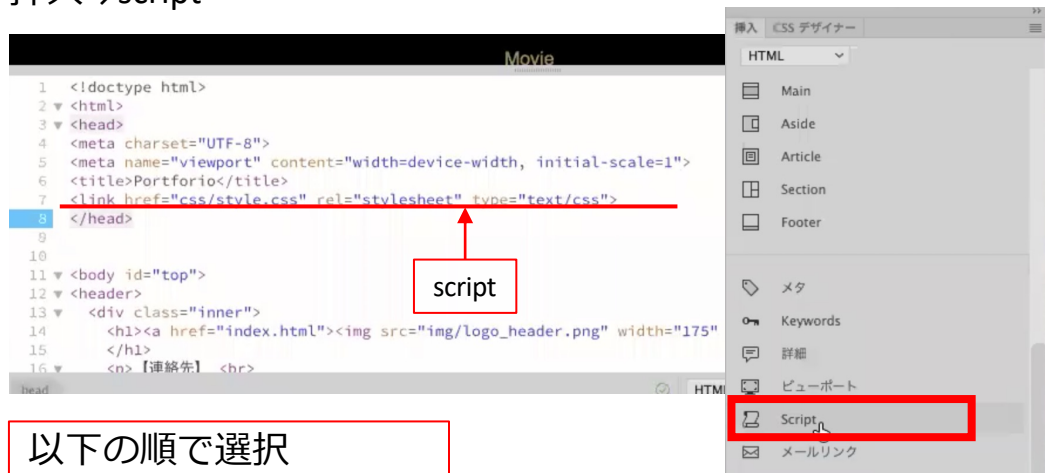 挿入→script
Movie
1 <!doctype html>
2 ▼ <html>
3 ▼ <head>
4 <meta charset="UTF-8">
5 <meta name="viewport" content="width=device-width, initial-scale=1">
6 <title>Portforio</title>
7 <link href="css/style.css" rel="stylesheet" type="text/css">
8 </head>
9
10
11 ▼ <body id="top">
12 ▼ <header>
13 ▼ <div class="inner">
14 <h1><a href="index.html"><img src="img/logo_header.png" width="175"
15 </h1>
16 ▼ <p>【連絡先】 <br>
head
HTM
script
以下の順で選択
挿入 CSS デザイナー
HTML
Main
Aside
Article
Section
Footer
メタ
Keywords
詳細
ビューポート
Script
メールリンク